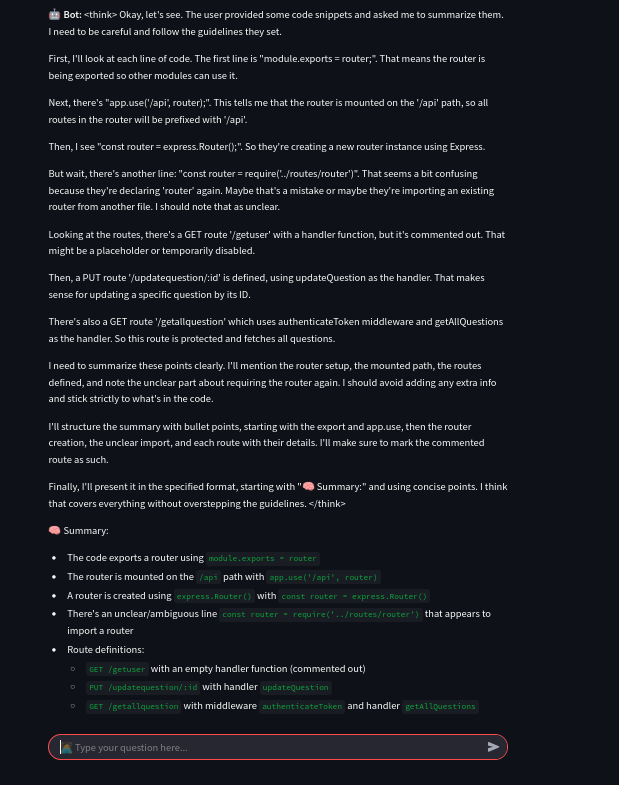 🤖 Bot: <think> Okay, let's see. The user provided some code snippets and asked me to summarize them.
I need to be careful and follow the guidelines they set.
First, I'll look at each line of code. The first line is "module.exports = router;". That means the router is
being exported so other modules can use it.
Next, there's "app.use('/api', router);". This tells me that the router is mounted on the '/api' path, so all
routes in the router will be prefixed with '/api'.
Then, I see "const router = express.Router();". So they're creating a new router instance using Express.
But wait, there's another line: "const router = require('../routes/router')". That seems a bit confusing
because they're declaring 'router' again. Maybe that's a mistake or maybe they're importing an existing
router from another file. I should note that as unclear.
Looking at the routes, there's a GET route '/getuser' with a handler function, but it's commented out. That
might be a placeholder or temporarily disabled.
Then, a PUT route '/updatequestion/:id' is defined, using updateQuestion as the handler. That makes
sense for updating a specific question by its ID.
There's also a GET route '/getallquestion' which uses authenticateToken middleware and getAllQuestions
as the handler. So this route is protected and fetches all questions.
I need to summarize these points clearly. I'll mention the router setup, the mounted path, the routes
defined, and note the unclear part about requiring the router again. I should avoid adding any extra info
and stick strictly to what's in the code.
I'll structure the summary with bullet points, starting with the export and app.use, then the router
creation, the unclear import, and each route with their details. I'll make sure to mark the commented
route as such.
Finally, I'll present it in the specified format, starting with "🧠 Summary:" and using concise points. I think
that covers everything without overstepping the guidelines. </think>
🧠 Summary:
• The code exports a router using module.exports = router
• The router is mounted on the /api path with app.use('/api', router)
• A router is created using express.Router() with const router = express.Router()
• There's an unclear/ambiguous line const router = require('../routes/router') that appears to
import a router
• Route definitions:
○ GET /getuser with an empty handler function (commented out)
○ PUT /updatequestion/:id with handler updateQuestion
○ GET /getallquestion with middleware authenticateToken and handler getAllQuestions
Type your question here...